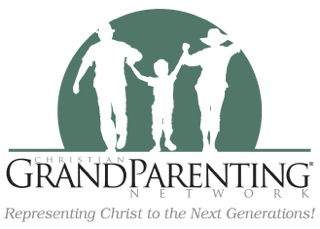 CHRISTIAN
GRANDPARENTING®
NETWORK
Representing Christ to the Next Generations!